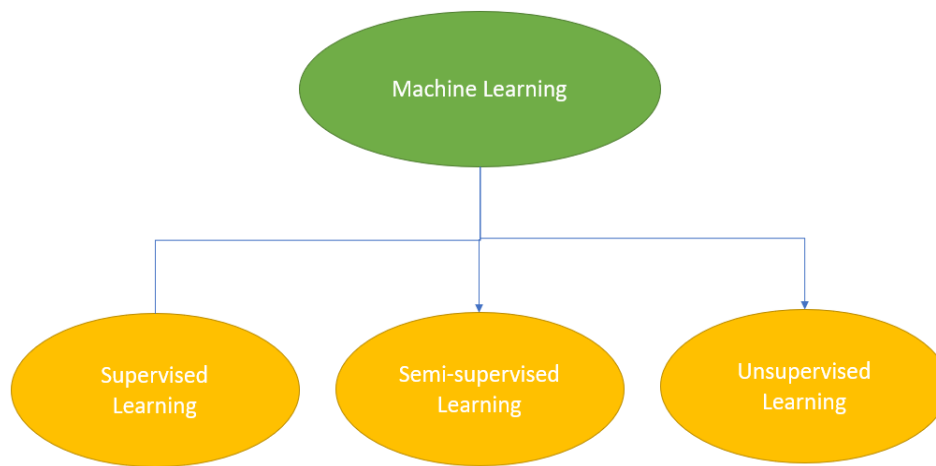 Machine Learning
Supervised
Learning
Semi-supervised
Learning
Unsupervised
Learning